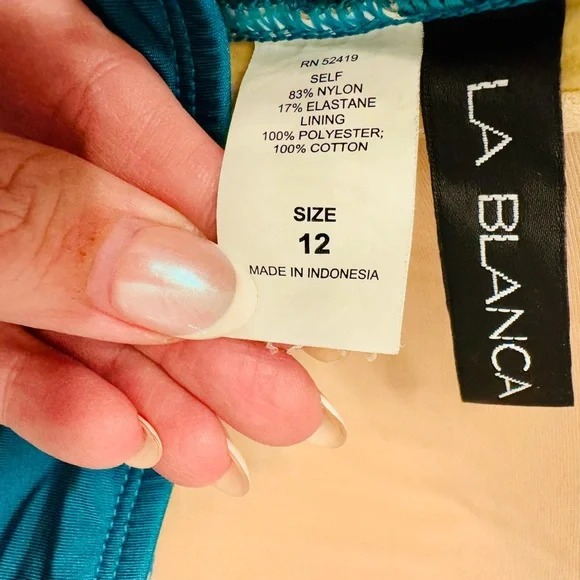 RN 52419
SELF
83% NYLON
17% ELASTANE
LINING
100% POLYESTER;
100% COTTON
SIZE
12
MADE IN INDONESIA
LA BLANCA